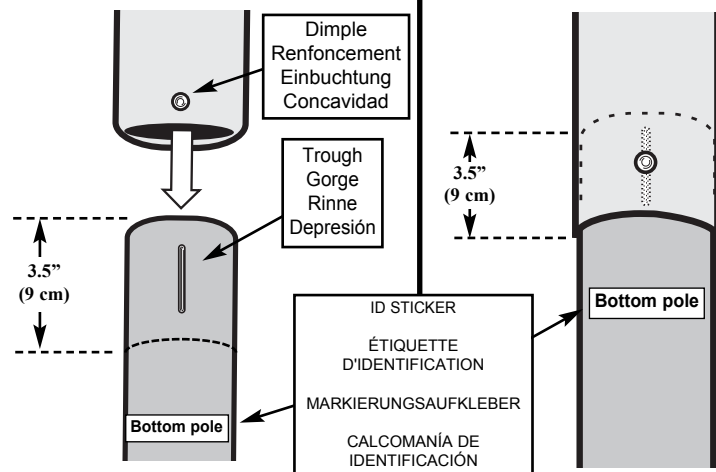 Dimple
Renfoncement
Einbuchtung
Concavidad
Trough
Gorge
Rinne
Depresión
3.5”
(9 cm)
Bottom pole
ID STICKER
ÉTIQUETTE
D'IDENTIFICATION
MARKIERUNGSAUFKLEBER
CALCOMANÍA DE
IDENTIFICACIÓN
3.5”
(9 cm)
Bottom pole